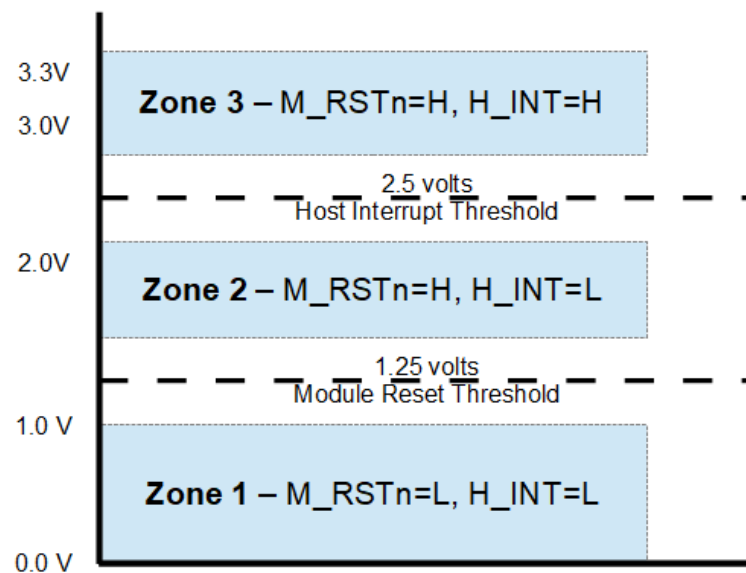 3.3V
Zone 3 – M_RSTn=H, H_INT=H
3.0V
2.5 volts
Host Interrupt Threshold
2.0V
Zone 2 – M_RSTn=H, H_INT=L
1.25 volts
Module Reset Threshold
1.0 V
Zone 1 – M_RSTn=L, H_INT=L
0.0 V